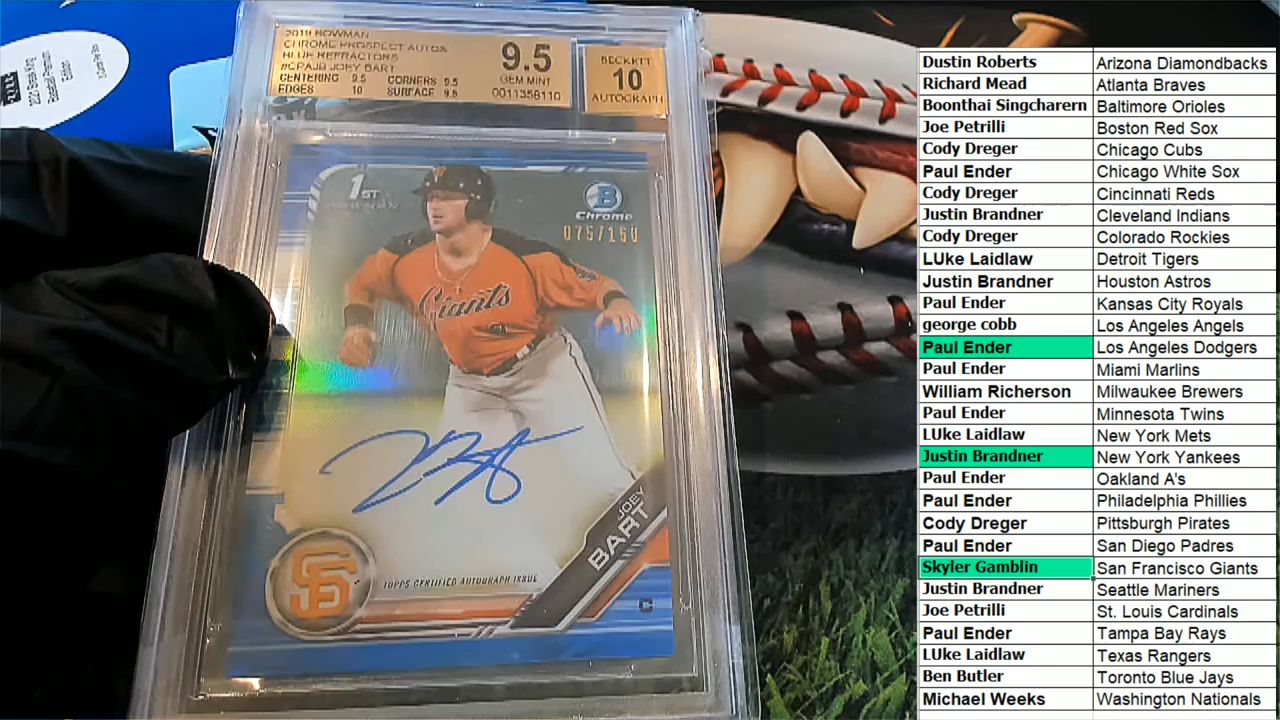 2019 BOWMAN
CHROME PROSPECT AUTOS
BLUE REFRACTORS
#CPAJB JOEY BART
CENTERING 9.5 CORNERS 9.5
EDGES 10 SURFACE 9.5
9.5
GEM MINT
0011358110
BECKETT
10
AUTOGRAPH
1ST
BOWMAN
B
Chrome
075/150
Giants
JOEY
BART
SF
TOPPS CERTIFIED AUTOGRAPH ISSUE
Dustin Roberts Arizona Diamondbacks
Richard Mead Atlanta Braves
Boonthai Singcharern Baltimore Orioles
Joe Petrilli Boston Red Sox
Cody Dreger Chicago Cubs
Paul Ender Chicago White Sox
Cody Dreger Cincinnati Reds
Justin Brandner Cleveland Indians
Cody Dreger Colorado Rockies
LUke Laidlaw Detroit Tigers
Justin Brandner Houston Astros
Paul Ender Kansas City Royals
george cobb Los Angeles Angels
Paul Ender Los Angeles Dodgers
Paul Ender Miami Marlins
William Richerson Milwaukee Brewers
Paul Ender Minnesota Twins
LUke Laidlaw New York Mets
Justin Brandner New York Yankees
Paul Ender Oakland A's
Paul Ender Philadelphia Phillies
Cody Dreger Pittsburgh Pirates
Paul Ender San Diego Padres
Skyler Gamblin San Francisco Giants
Justin Brandner Seattle Mariners
Joe Petrilli St. Louis Cardinals
Paul Ender Tampa Bay Rays
LUke Laidlaw Texas Rangers
Ben Butler Toronto Blue Jays
Michael Weeks Washington Nationals